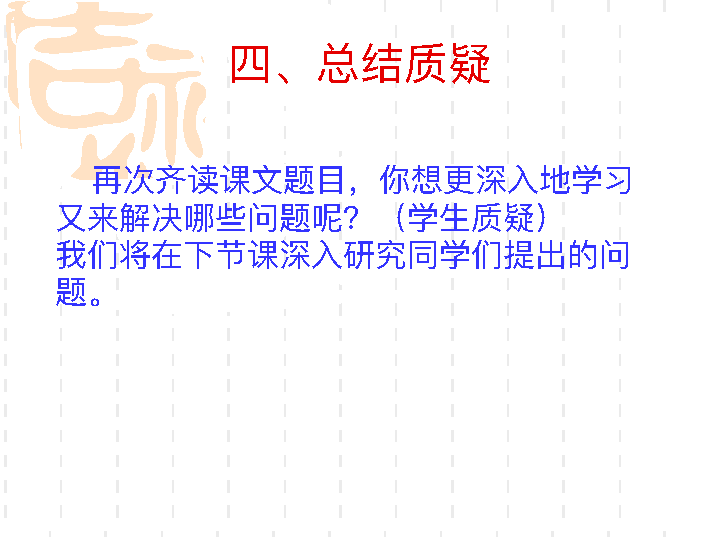 四、总结质疑
再次齐读课文题目，你想更深入地学习
又来解决哪些问题呢？（学生质疑）
我们将在下节课深入研究同学们提出的问
题。